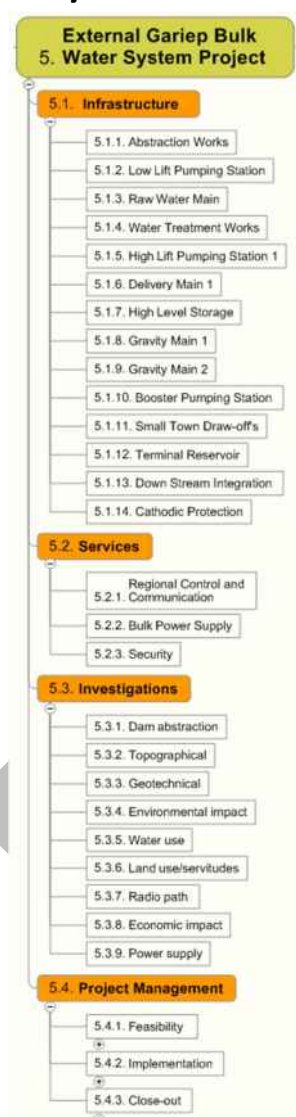 External Gariep Bulk
5. Water System Project
5.1. Infrastructure
5.1.1. Abstraction Works
5.1.2. Low Lift Pumping Station
5.1.3. Raw Water Main
5.1.4. Water Treatment Works
5.1.5. High Lift Pumping Station 1
5.1.6. Delivery Main 1
5.1.7. High Level Storage
5.1.8. Gravity Main 1
5.1.9. Gravity Main 2
5.1.10. Booster Pumping Station
5.1.11. Small Town Draw-off's
5.1.12. Terminal Reservoir
5.1.13. Down Stream Integration
5.1.14. Cathodic Protection
5.2. Services
Regional Control and
5.2.1. Communication
5.2.2. Bulk Power Supply
5.2.3. Security
5.3. Investigations
5.3.1. Dam abstraction
5.3.2. Topographical
5.3.3. Geotechnical
5.3.4. Environmental impact
5.3.5. Water use
5.3.6. Land use/servitudes
5.3.7. Radio path
5.3.8. Economic impact
5.3.9. Power supply
5.4. Project Management
5.4.1. Feasibility
5.4.2. Implementation
5.4.3. Close-out